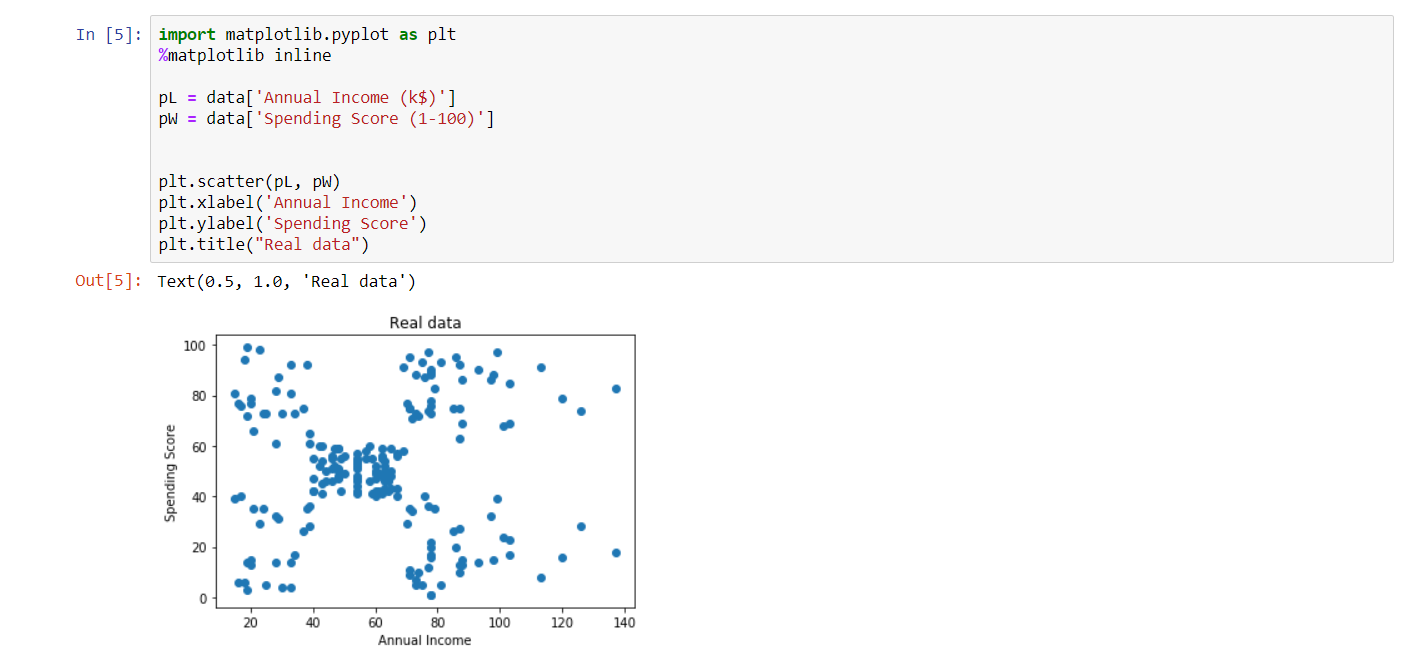 In [5]: import matplotlib.pyplot as plt
%matplotlib inline
pL = data['Annual Income (k$)']
pW = data['Spending Score (1-100)']
plt.scatter(pL, pW)
plt.xlabel('Annual Income')
plt.ylabel('Spending Score')
plt.title("Real data")
Out[5]: Text(0.5, 1.0, 'Real data')
Real data
100
80
60
40
20
0
Spending Score
20 40 60 80 100 120 140
Annual Income